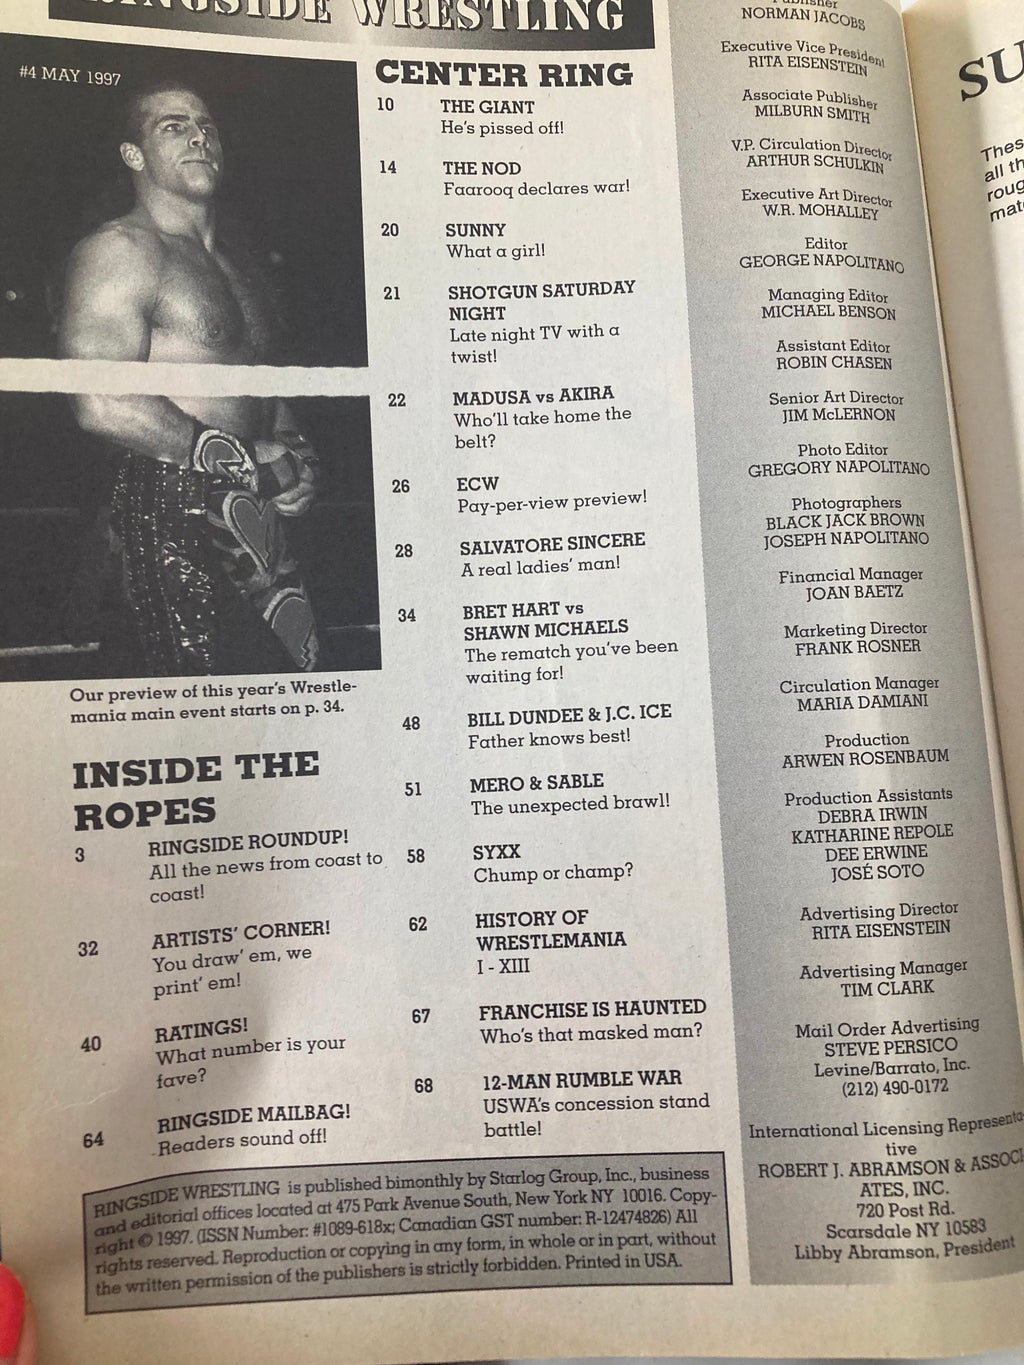 RINGSIDE WRESTLING
#4 MAY 1997
Our preview of this year's Wrestle-
mania main event starts on p. 34.
INSIDE THE
ROPES
3 RINGSIDE ROUNDUP!
All the news from coast to
coast!
32 ARTISTS' CORNER!
You draw' em, we
print' em!
40 RATINGS!
What number is your
fave?
64 RINGSIDE MAILBAG!
Readers sound off!
CENTER RING
10 THE GIANT
He's pissed off!
14 THE NOD
Faarooq declares war!
20 SUNNY
What a girl!
21 SHOTGUN SATURDAY
NIGHT
Late night TV with a
twist!
22 MADUSA vs AKIRA
Who'll take home the
belt?
26 ECW
Pay-per-view preview!
28 SALVATORE SINCERE
A real ladies' man!
34 BRET HART vs
SHAWN MICHAELS
The rematch you've been
waiting for!
48 BILL DUNDEE & J.C. ICE
Father knows best!
51 MERO & SABLE
The unexpected brawl!
58 SYXX
Chump or champ?
62 HISTORY OF
WRESTLEMANIA
I - XIII
67 FRANCHISE IS HAUNTED
Who's that masked man?
68 12-MAN RUMBLE WAR
USWA's concession stand
battle!
RINGSIDE WRESTLING is published bimonthly by Starlog Group, Inc., business
and editorial offices located at 475 Park Avenue South, New York NY 10016. Copy-
right © 1997. (ISSN Number: #1089-618x; Canadian GST number: R-12474826) All
rights reserved. Reproduction or copying in any form, in whole or in part, without
the written permission of the publishers is strictly forbidden. Printed in USA.
Publisher
NORMAN JACOBS
Executive Vice President
RITA EISENSTEIN
Associate Publisher
MILBURN SMITH
V.P. Circulation Director
ARTHUR SCHULKIN
Executive Art Director
W.R. MOHALLEY
Editor
GEORGE NAPOLITANO
Managing Editor
MICHAEL BENSON
Assistant Editor
ROBIN CHASEN
Senior Art Director
JIM McLERNON
Photo Editor
GREGORY NAPOLITANO
Photographers
BLACK JACK BROWN
JOSEPH NAPOLITANO
Financial Manager
JOAN BAETZ
Marketing Director
FRANK ROSNER
Circulation Manager
MARIA DAMIANI
Production
ARWEN ROSENBAUM
Production Assistants
DEBRA IRWIN
KATHARINE REPOLE
DEE ERWINE
JOSÉ SOTO
Advertising Director
RITA EISENSTEIN
Advertising Manager
TIM CLARK
Mail Order Advertising
STEVE PERSICO
Levine/Barrato, Inc.
(212) 490-0172
International Licensing Representa-
tive
ROBERT J. ABRAMSON & ASSOCI-
ATES, INC.
720 Post Rd.
Scarsdale NY 10583
Libby Abramson, President
SU
Thes
all th
roug
mat